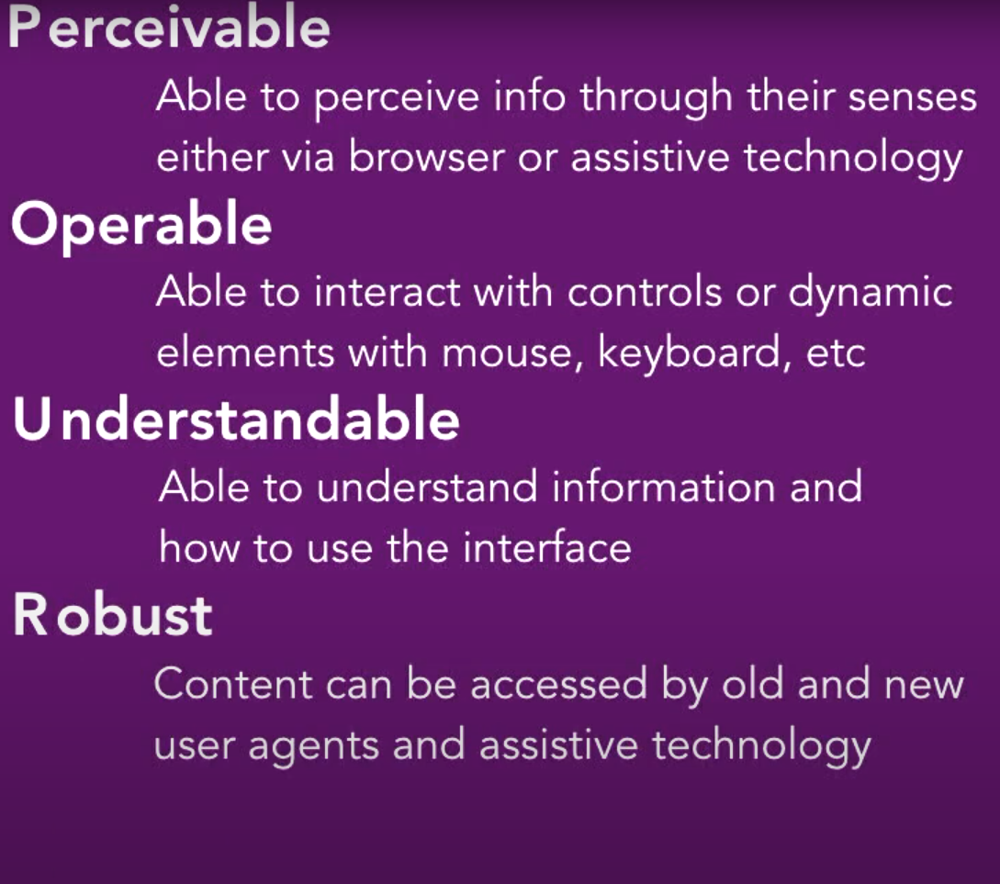 Perceivable
Able to perceive info through their senses
either via browser or assistive technology
Operable
Able to interact with controls or dynamic
elements with mouse, keyboard, etc
Understandable
Able to understand information and
how to use the interface
Robust
Content can be accessed by old and new
user agents and assistive technology